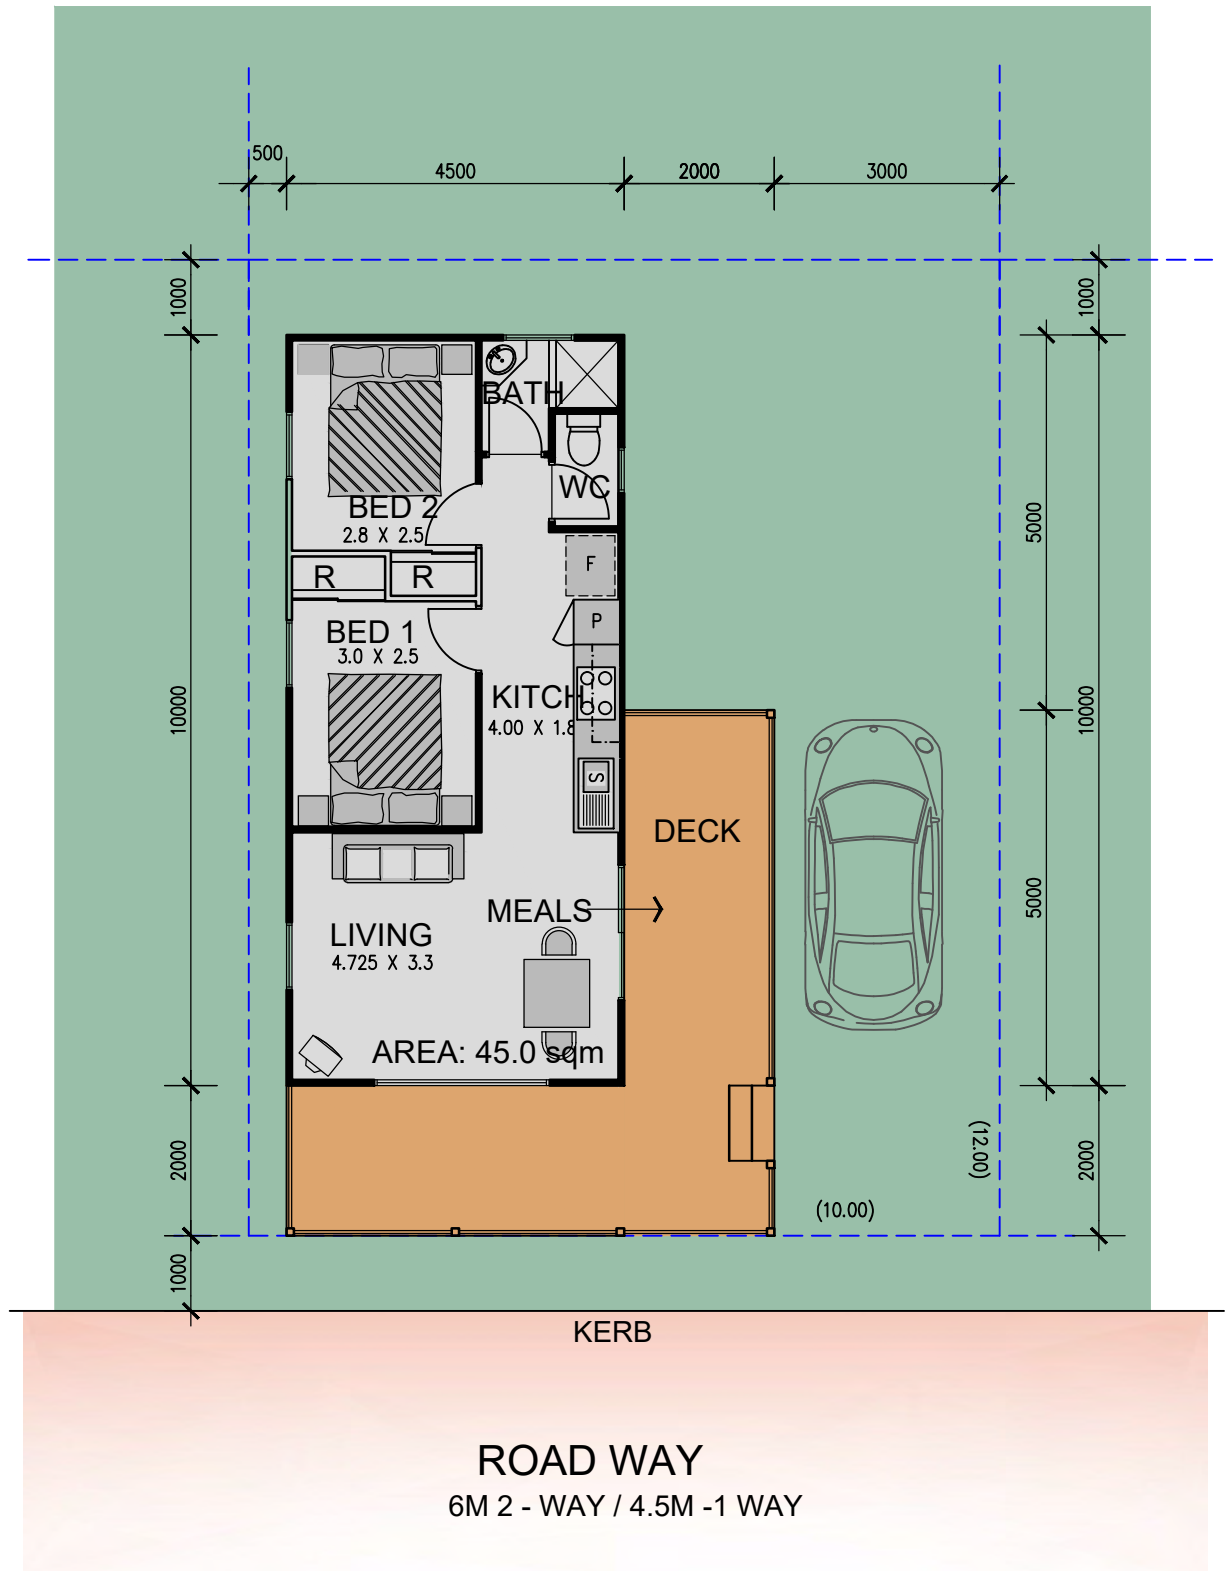 500
4500
2000
3000
1000
1000
BATH
WC
BED 2
2.8 X 2.5
5000
F
R
R
P
BED 1
3.0 X 2.5
KITCH
4.00 X 1.8
10000
10000
S
DECK
MEALS
LIVING
4.725 X 3.3
5000
AREA: 45.0 sqm
2000
(12.00)
2000
(10.00)
1000
KERB
ROAD WAY
6M 2 - WAY / 4.5M -1 WAY